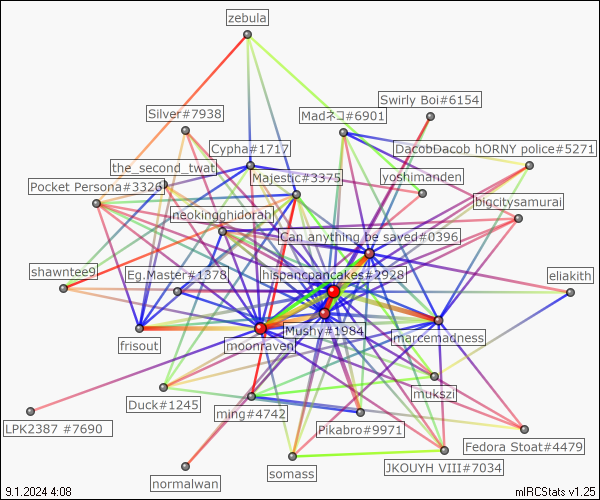 zebula
Swirly Boi#6154
Silver#7938
Madネコ#6901
Cypha#1717
DacobDacob hORNY police#5271
the_second_twat
Majestic#3375
yoshimanden
Pocket Persona#3326
bigcitysamurai
neokingghidorah
Can anything be saved#0396
shawntee9
Eg.Master#1378
hispancpancakes#2928
eliakith
Mushy#1984
frisout
moonraven
marcemadness
mukszi
Duck#1245
ming#4742
LPK2387 #7690
Pikabro#9971
Fedora Stoat#4479
JKOUYH VIII#7034
somass
normalwan
9.1.2024 4:08
mIRCStats v1.25